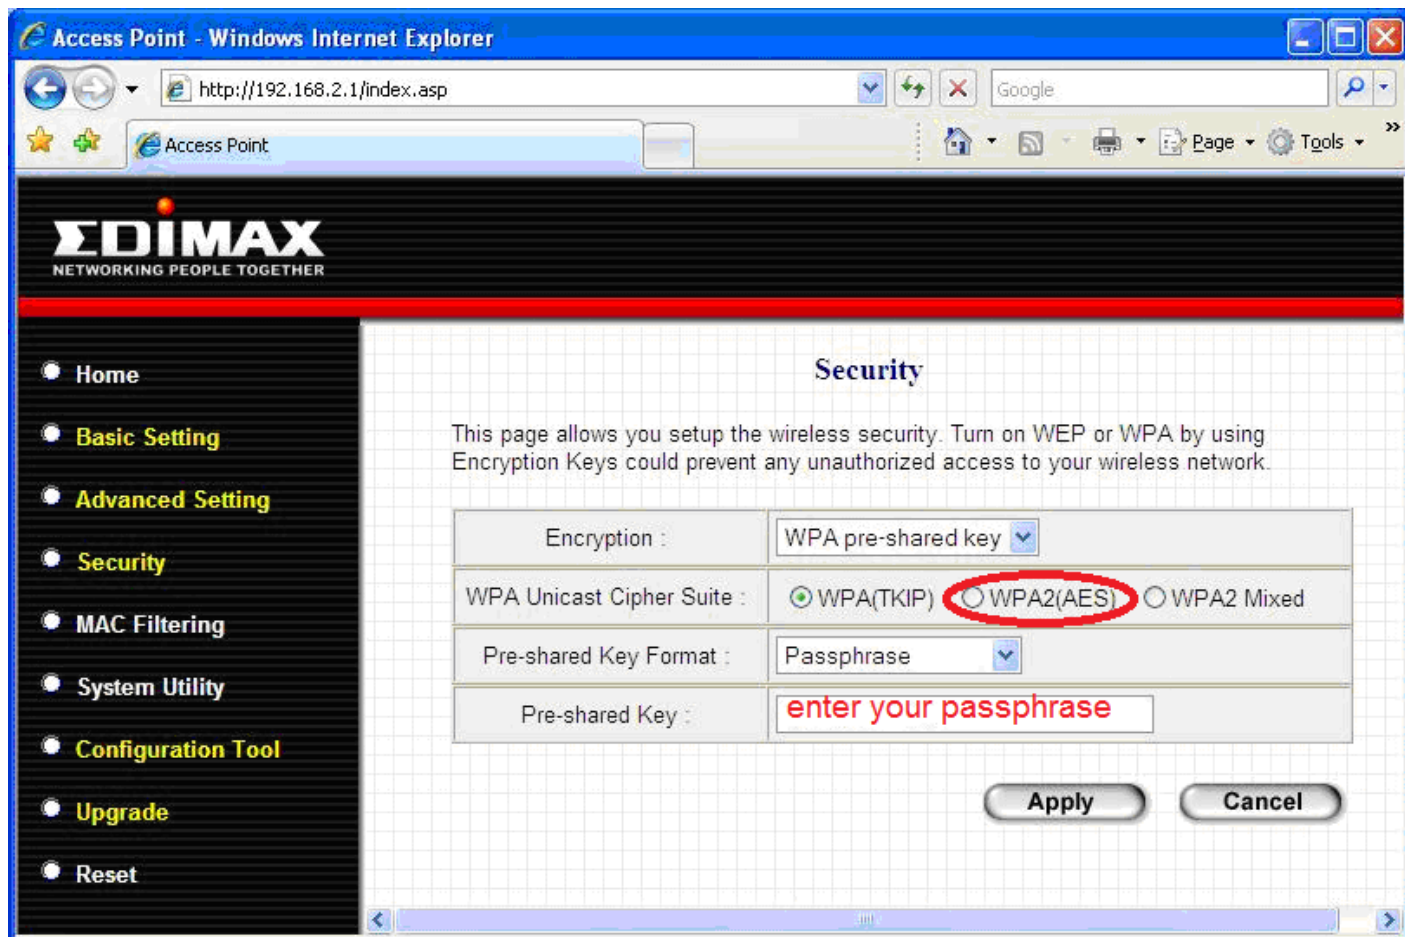 Access Point - Windows Internet Explorer
http://192.168.2.1/index.asp
Google
Access Point
Page
Tools
EDIMAX
NETWORKING PEOPLE TOGETHER
Home
Basic Setting
Advanced Setting
Security
MAC Filtering
System Utility
Configuration Tool
Upgrade
Reset
Security
This page allows you setup the wireless security. Turn on WEP or WPA by using
Encryption Keys could prevent any unauthorized access to your wireless network.
Encryption : WPA pre-shared key
WPA Unicast Cipher Suite : WPA(TKIP) WPA2(AES) WPA2 Mixed
Pre-shared Key Format : Passphrase
Pre-shared Key : enter your passphrase
Apply Cancel